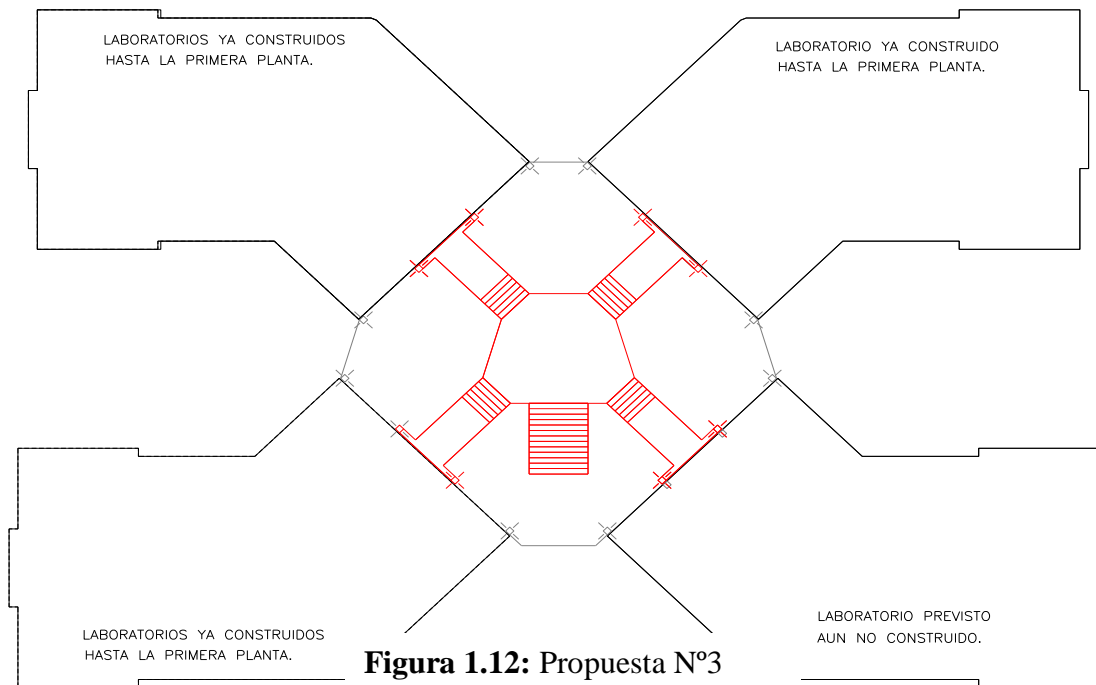 LABORATORIOS YA CONSTRUIDOS
HASTA LA PRIMERA PLANTA.
LABORATORIO YA CONSTRUIDO
HASTA LA PRIMERA PLANTA.
LABORATORIOS YA CONSTRUIDOS
HASTA LA PRIMERA PLANTA.
LABORATORIO PREVISTO
AUN NO CONSTRUIDO.
Figura 1.12: Propuesta Nº3